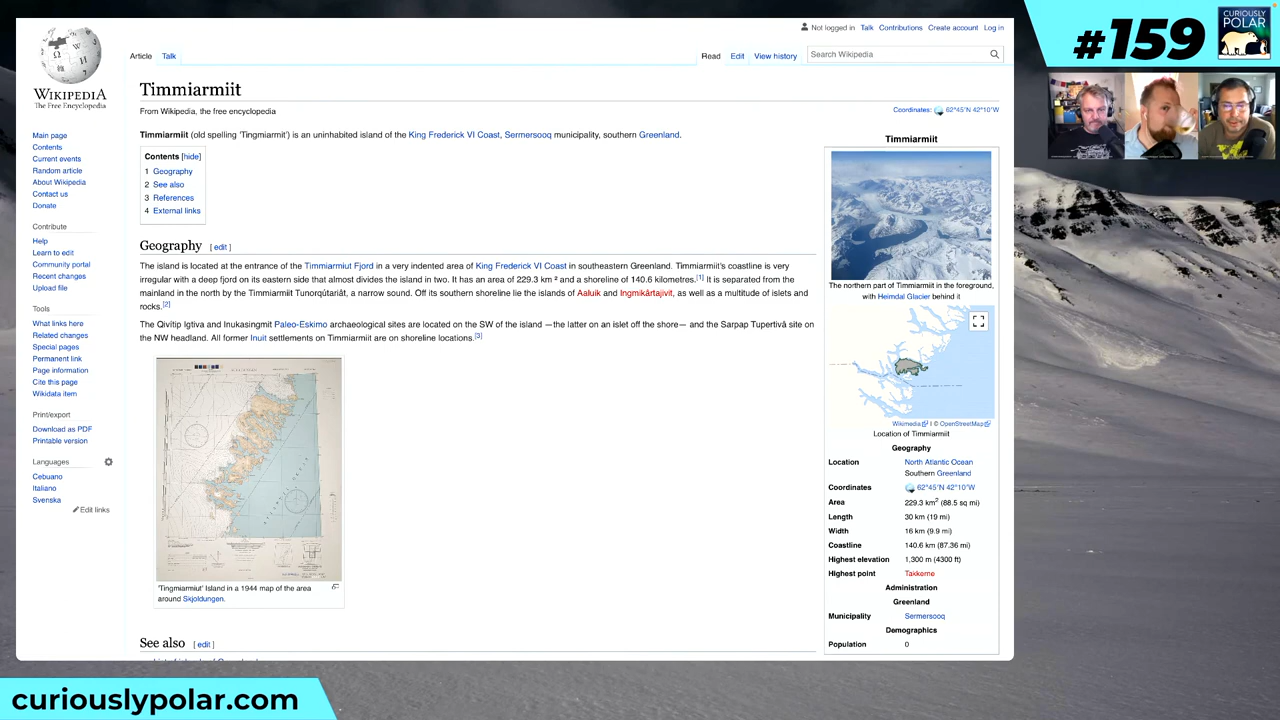 #159
CURIOUSLY
POLAR
WIKIPEDIA
The Free Encyclopedia
Not logged in Talk Contributions Create account Log in
Article Talk
Read Edit View history
Search Wikipedia
Main page
Contents
Current events
Random article
About Wikipedia
Contact us
Donate
Contribute
Help
Learn to edit
Community portal
Recent changes
Upload file
Tools
What links here
Related changes
Special pages
Permanent link
Page information
Cite this page
Wikidata item
Print/export
Download as PDF
Printable version
Languages
Cebuano
Italiano
Svenska
Edit links
Timmiarmiit
From Wikipedia, the free encyclopedia
Coordinates: 62°45′N 42°10′W
Timmiarmiit (old spelling 'Tingmiarmit') is an uninhabited island of the King Frederick VI Coast, Sermersooq municipality, southern Greenland.
Contents [hide]
1 Geography
2 See also
3 References
4 External links
Geography [ edit ]
The island is located at the entrance of the Timmiarmiut Fjord in a very indented area of King Frederick VI Coast in southeastern Greenland. Timmiarmiit's coastline is very
irregular with a deep fjord on its eastern side that almost divides the island in two. It has an area of 229.3 km ² and a shoreline of 140.6 kilometres.[1] It is separated from the
mainland in the north by the Timmiarmiit Tunorqútariát, a narrow sound. Off its southern shoreline lie the islands of Aaluik and Ingmikârtajivit, as well as a multitude of islets and
rocks.[2]
The Qivítip Igtiva and Inukasingmit Paleo-Eskimo archaeological sites are located on the SW of the island —the latter on an islet off the shore— and the Sarpap Tupertivâ site on
the NW headland. All former Inuit settlements on Timmiarmiit are on shoreline locations.[3]
'Tingmiarmiut' Island in a 1944 map of the area
around Skjoldungen.
See also [ edit ]
Timmiarmiit
The northern part of Timmiarmiit in the foreground,
with Heimdal Glacier behind it
Wikimedia | © OpenStreetMap
Location of Timmiarmiit
Geography
Location North Atlantic Ocean
Southern Greenland
Coordinates 62°45′N 42°10′W
Area 229.3 km2 (88.5 sq mi)
Length 30 km (19 mi)
Width 16 km (9.9 mi)
Coastline 140.6 km (87.36 mi)
Highest elevation 1,300 m (4300 ft)
Highest point Takkerne
Administration
Greenland
Municipality Sermersooq
Demographics
Population 0
curiouslypolar.com